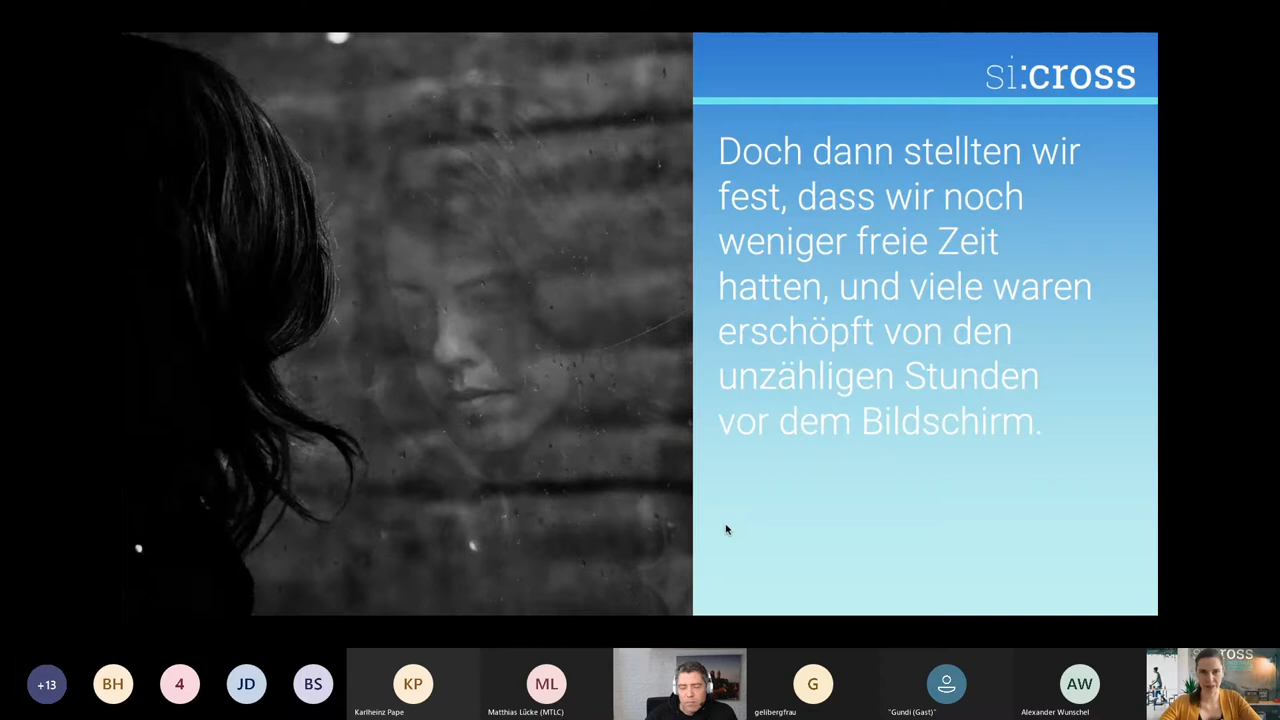 si:cross
Doch dann stellten wir
fest, dass wir noch
weniger freie Zeit
hatten, und viele waren
erschöpft von den
unzähligen Stunden
vor dem Bildschirm.
+13
BH
4
JD
BS
KP
Karlheinz Pape
ML
Matthias Lücke (MTLC)
G
gelibergfrau
"Gundi (Gast)"
AW
Alexander Wunschel